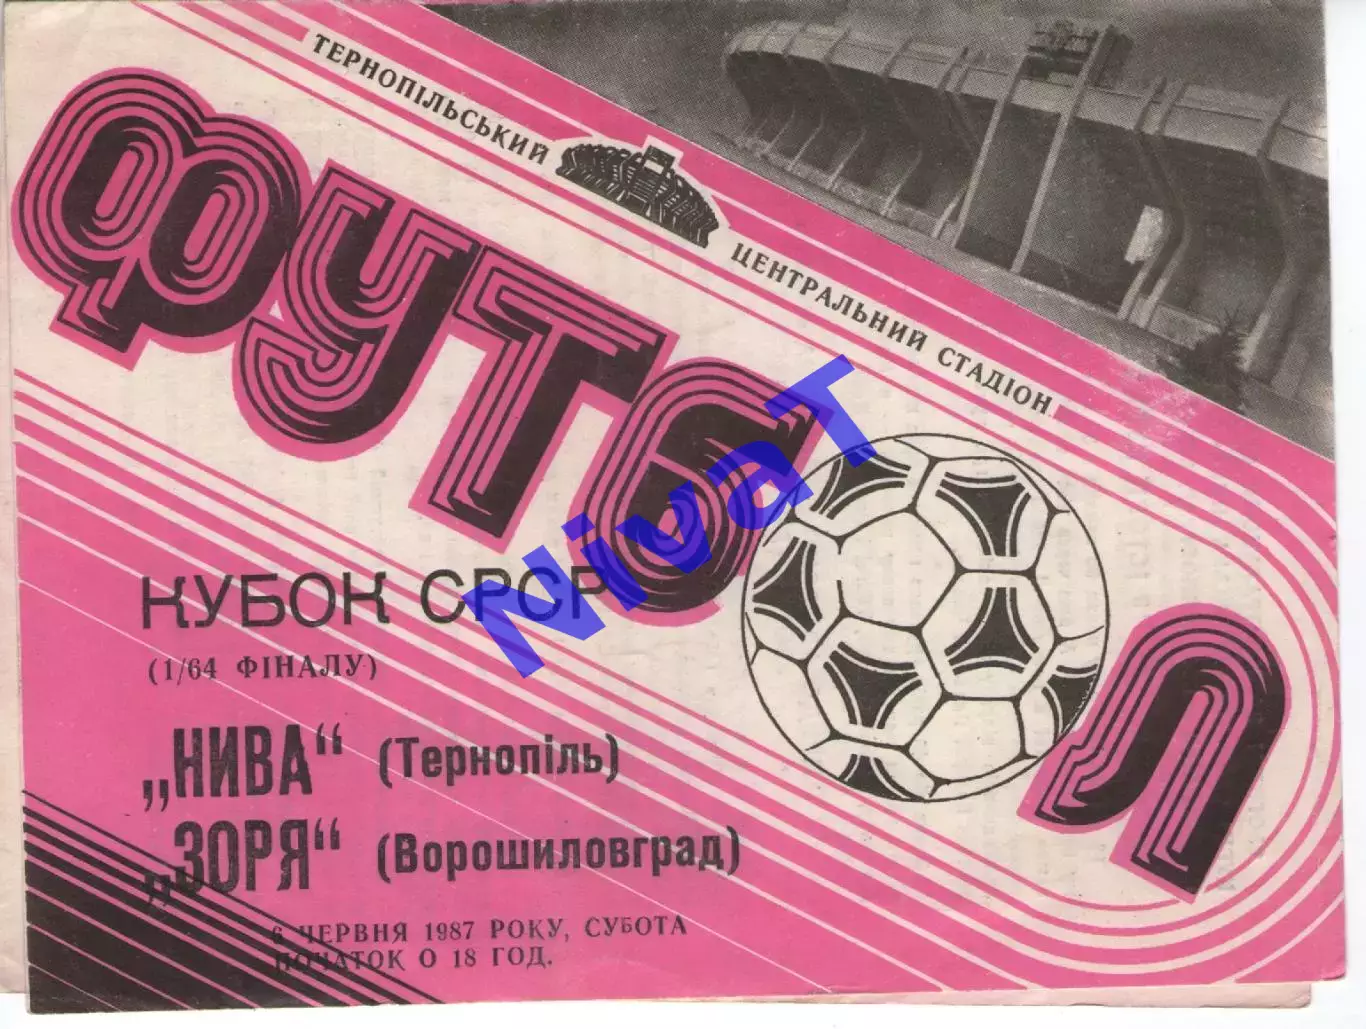 ТЕРНОПІЛЬСЬКИЙ
ЦЕНТРАЛЬНИЙ СТАДІОН
ФУТБОЛ
КУБОК СРСР
(1/64 ФІНАЛУ)
„НИВА“ (Тернопіль)
„ЗОРЯ“ (Ворошиловград)
6 ЧЕРВНЯ 1987 РОКУ, СУБОТА
ПОЧАТОК О 18 ГОД.
NivaT